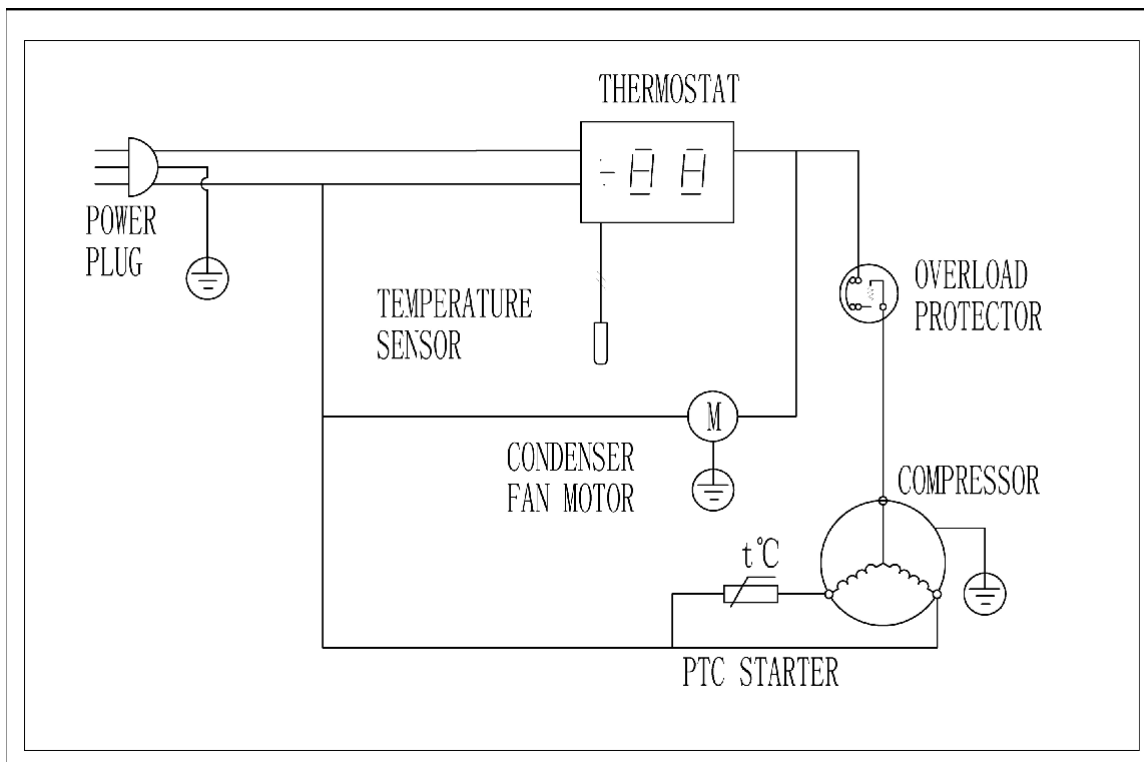 THERMOSTAT
POWER
PLUG
TEMPERATURE
SENSOR
OVERLOAD
PROTECTOR
M
CONDENSER
FAN MOTOR
COMPRESSOR
t℃
PTC STARTER